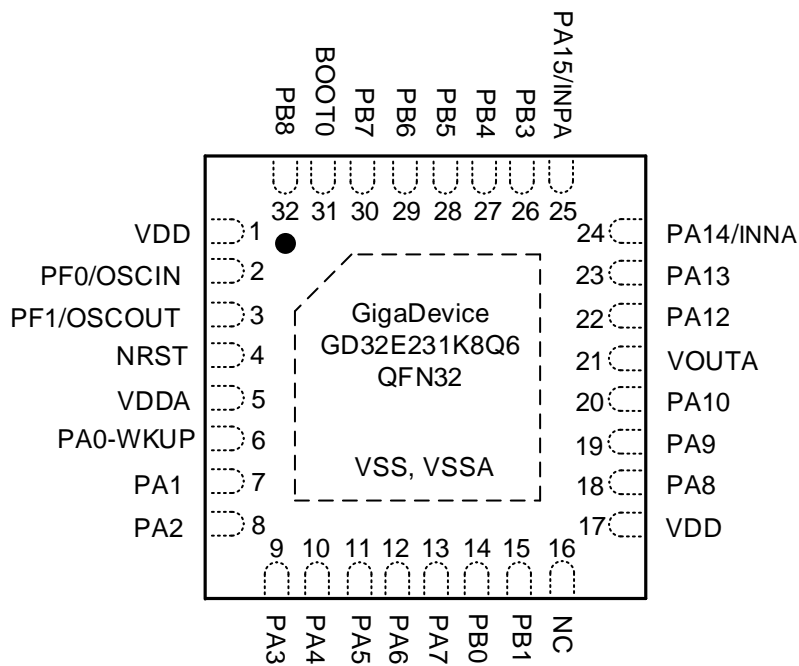 PB8
BOOT0
PB7
PB6
PB5
PB4
PB3
PA15/INPA
32
31
30
29
28
27
26
25
VDD
1
PF0/OSCIN
2
PF1/OSCOUT
3
NRST
4
VDDA
5
PA0-WKUP
6
PA1
7
PA2
8
GigaDevice
GD32E231K8Q6
QFN32
VSS, VSSA
24
PA14/INNA
23
PA13
22
PA12
21
VOUTA
20
PA10
19
PA9
18
PA8
17
VDD
9
10
11
12
13
14
15
16
PA3
PA4
PA5
PA6
PA7
PB0
PB1
NC